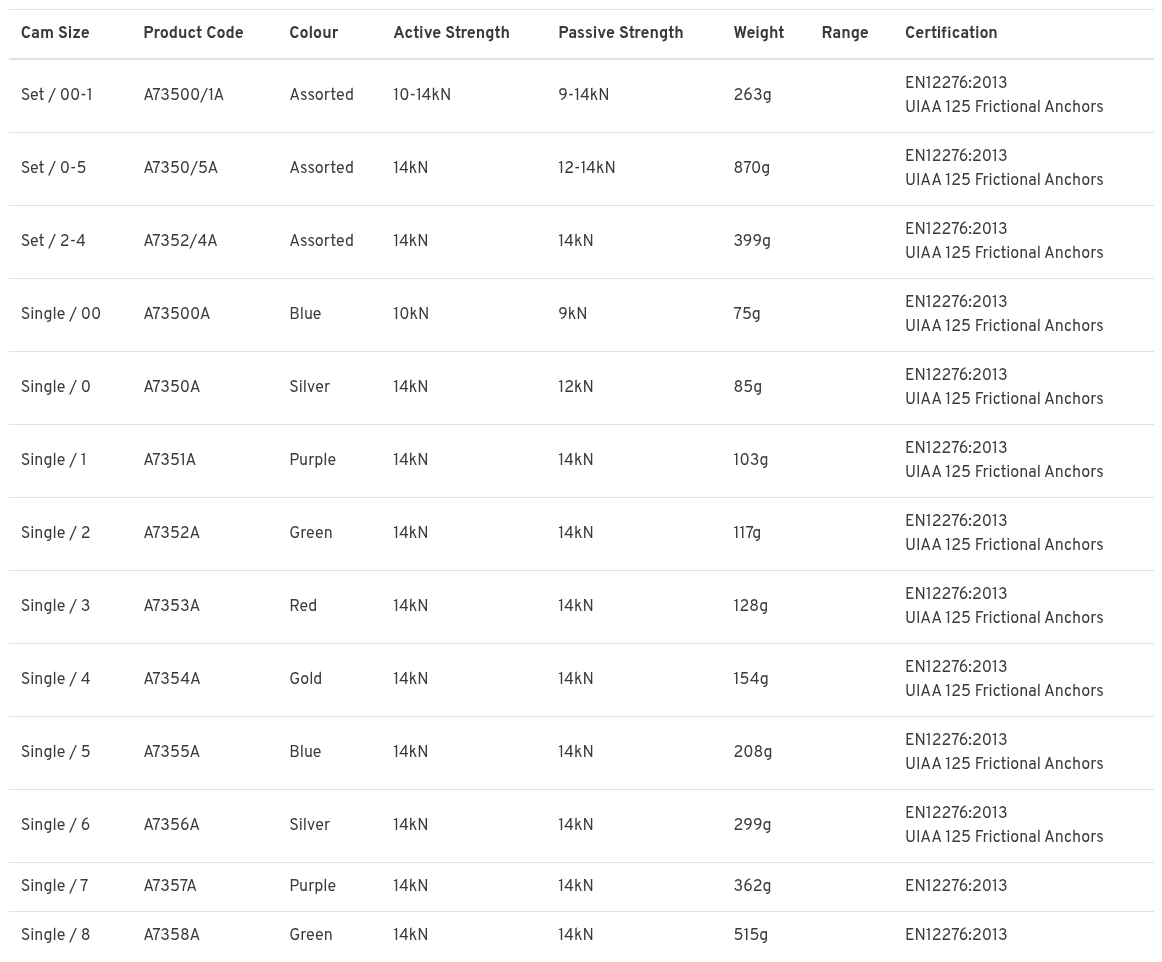 Cam Size Product Code Colour Active Strength Passive Strength Weight Range Certification
Set / 00-1 A73500/1A Assorted 10-14kN 9-14kN 263g EN12276:2013
UIAA 125 Frictional Anchors
Set / 0-5 A7350/5A Assorted 14kN 12-14kN 870g EN12276:2013
UIAA 125 Frictional Anchors
Set / 2-4 A7352/4A Assorted 14kN 14kN 399g EN12276:2013
UIAA 125 Frictional Anchors
Single / 00 A73500A Blue 10kN 9kN 75g EN12276:2013
UIAA 125 Frictional Anchors
Single / 0 A7350A Silver 14kN 12kN 85g EN12276:2013
UIAA 125 Frictional Anchors
Single / 1 A7351A Purple 14kN 14kN 103g EN12276:2013
UIAA 125 Frictional Anchors
Single / 2 A7352A Green 14kN 14kN 117g EN12276:2013
UIAA 125 Frictional Anchors
Single / 3 A7353A Red 14kN 14kN 128g EN12276:2013
UIAA 125 Frictional Anchors
Single / 4 A7354A Gold 14kN 14kN 154g EN12276:2013
UIAA 125 Frictional Anchors
Single / 5 A7355A Blue 14kN 14kN 208g EN12276:2013
UIAA 125 Frictional Anchors
Single / 6 A7356A Silver 14kN 14kN 299g EN12276:2013
UIAA 125 Frictional Anchors
Single / 7 A7357A Purple 14kN 14kN 362g EN12276:2013
Single / 8 A7358A Green 14kN 14kN 515g EN12276:2013